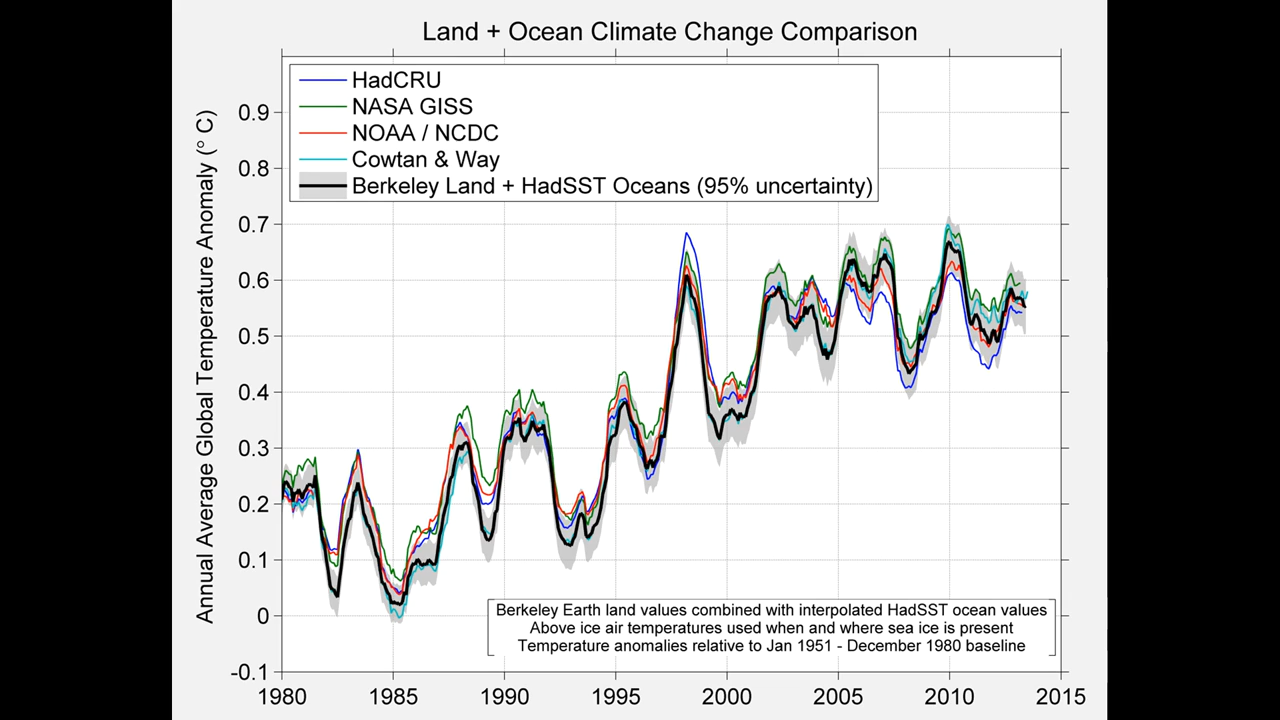 Land + Ocean Climate Change Comparison
HadCRU
NASA GISS
NOAA / NCDC
Cowtan & Way
Berkeley Land + HadSST Oceans (95% uncertainty)
Annual Average Global Temperature Anomaly (° C)
0.9
0.8
0.7
0.6
0.5
0.4
0.3
0.2
0.1
0
-0.1
Berkeley Earth land values combined with interpolated HadSST ocean values
Above ice air temperatures used when and where sea ice is present
Temperature anomalies relative to Jan 1951 - December 1980 baseline
1980 1985 1990 1995 2000 2005 2010 2015